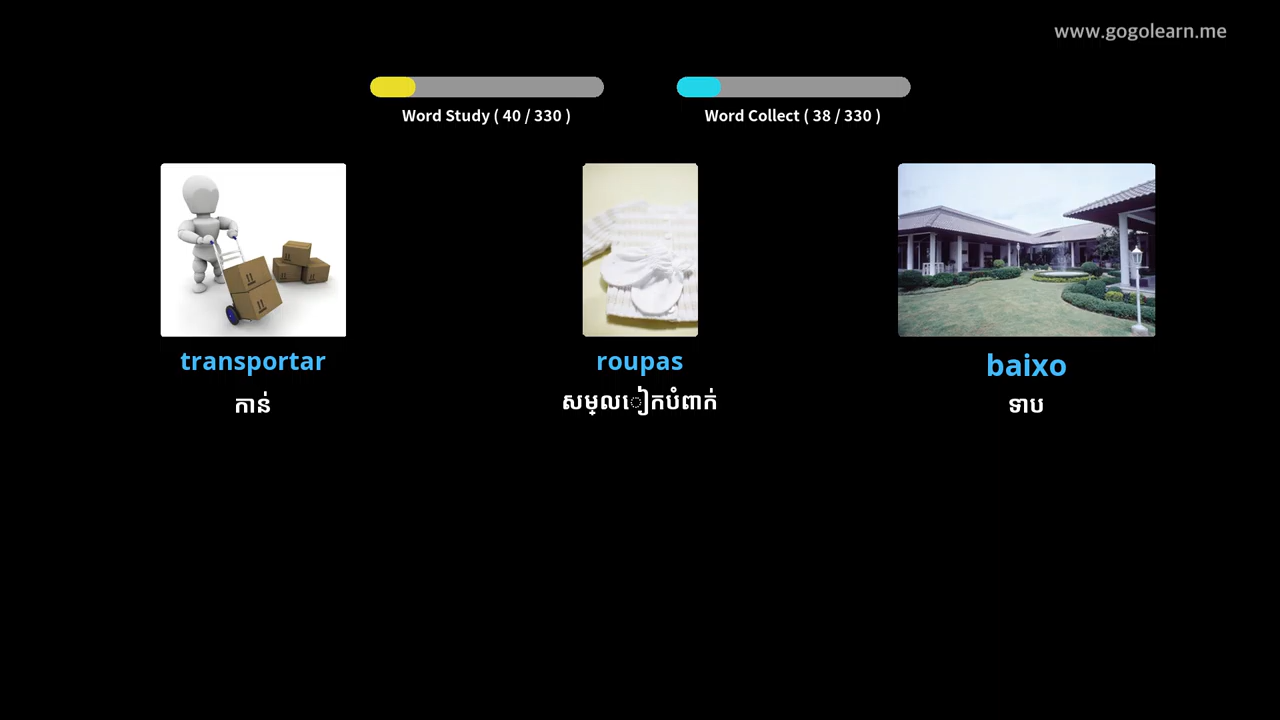 www.gogolearn.me
Word Study ( 40 / 330 )
Word Collect ( 38 / 330 )
transportar
roupas
baixo
កាន់
សម្លៀកបំពាក់
ទាប